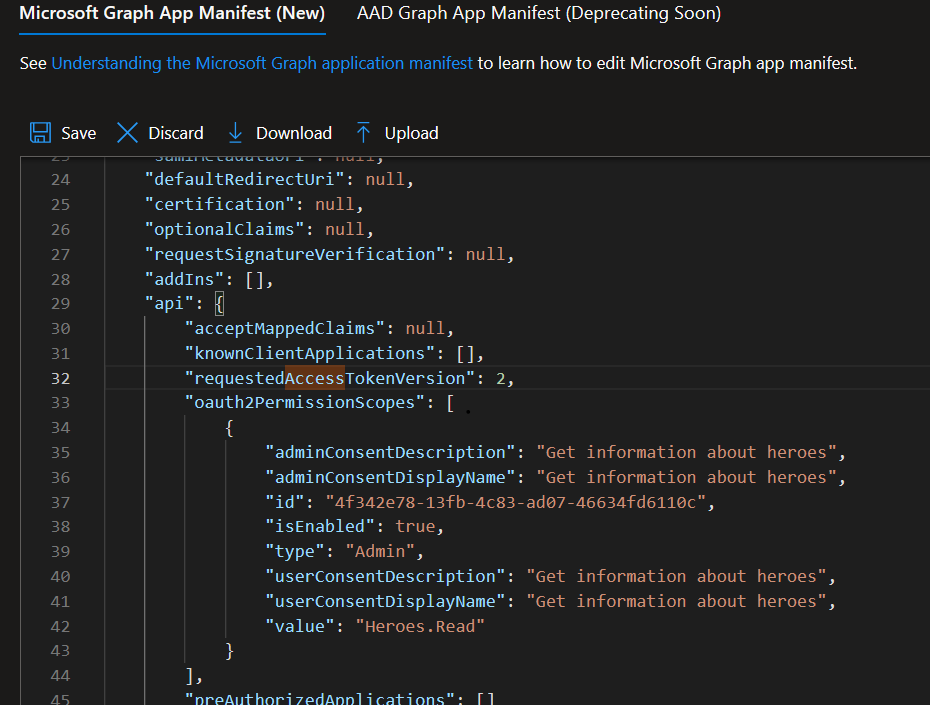 Microsoft Graph App Manifest (New) AAD Graph App Manifest (Deprecating Soon)
See Understanding the Microsoft Graph application manifest to learn how to edit Microsoft Graph app manifest.
Save Discard Download Upload
23 "samlMetadataUrl": null,
24 "defaultRedirectUri": null,
25 "certification": null,
26 "optionalClaims": null,
27 "requestSignatureVerification": null,
28 "addIns": [],
29 "api": {
30 "acceptMappedClaims": null,
31 "knownClientApplications": [],
32 "requestedAccessTokenVersion": 2,
33 "oauth2PermissionScopes": [
34 {
35 "adminConsentDescription": "Get information about heroes",
36 "adminConsentDisplayName": "Get information about heroes",
37 "id": "4f342e78-13fb-4c83-ad07-46634fd6110c",
38 "isEnabled": true,
39 "type": "Admin",
40 "userConsentDescription": "Get information about heroes",
41 "userConsentDisplayName": "Get information about heroes",
42 "value": "Heroes.Read"
43 }
44 ],
45 "preAuthorizedApplications": []